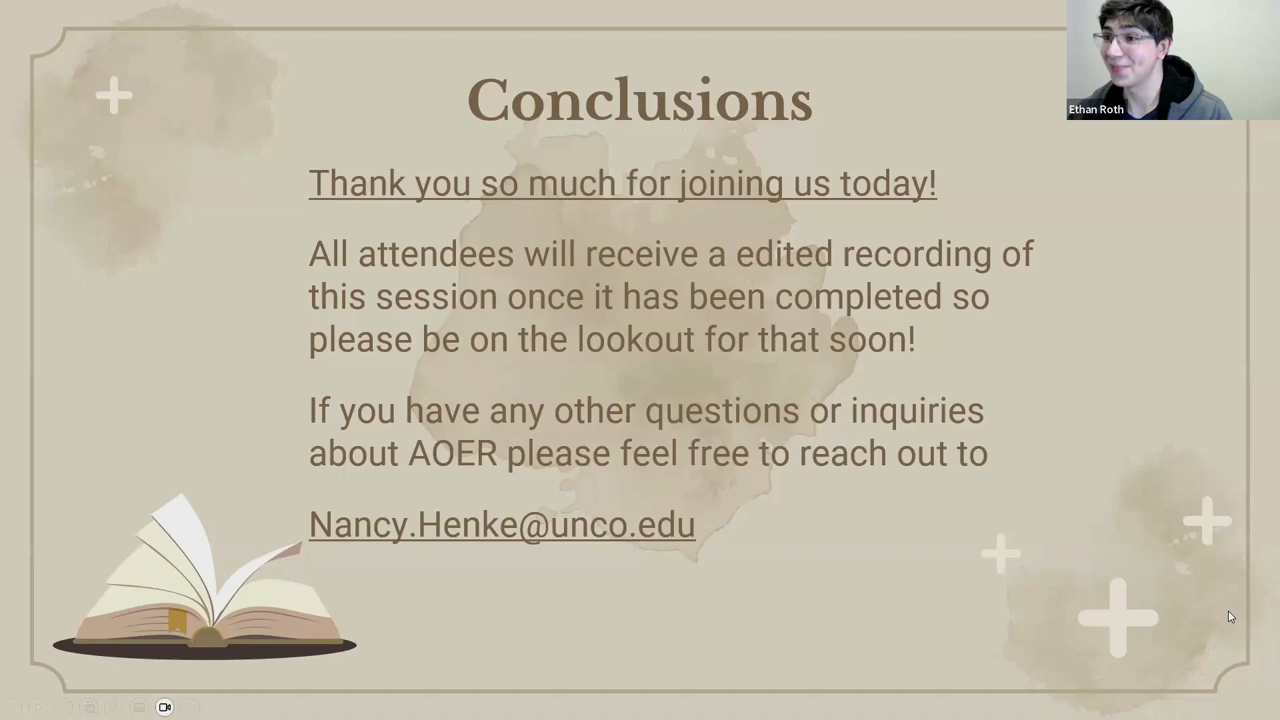 Conclusions
Ethan Roth
Thank you so much for joining us today!
All attendees will receive a edited recording of
this session once it has been completed so
please be on the lookout for that soon!
If you have any other questions or inquiries
about AOER please feel free to reach out to
Nancy.Henke@unco.edu